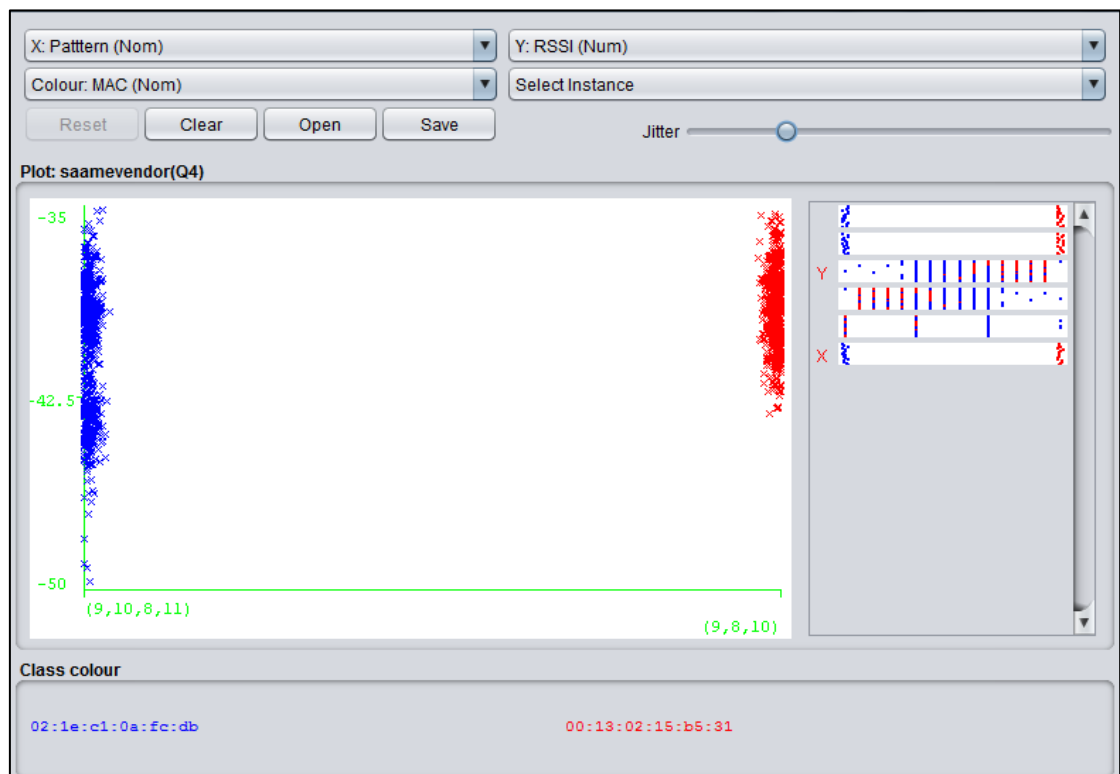 X: Patttern (Nom)
Y: RSSI (Num)
Colour: MAC (Nom)
Select Instance
Reset
Clear
Open
Save
Jitter
Plot: saamevendor(Q4)
-35
-42.5
-50
(9,10,8,11)
(9,8,10)
Y
X
Class colour
02:1e:c1:0a:fc:db
00:13:02:15:b5:31